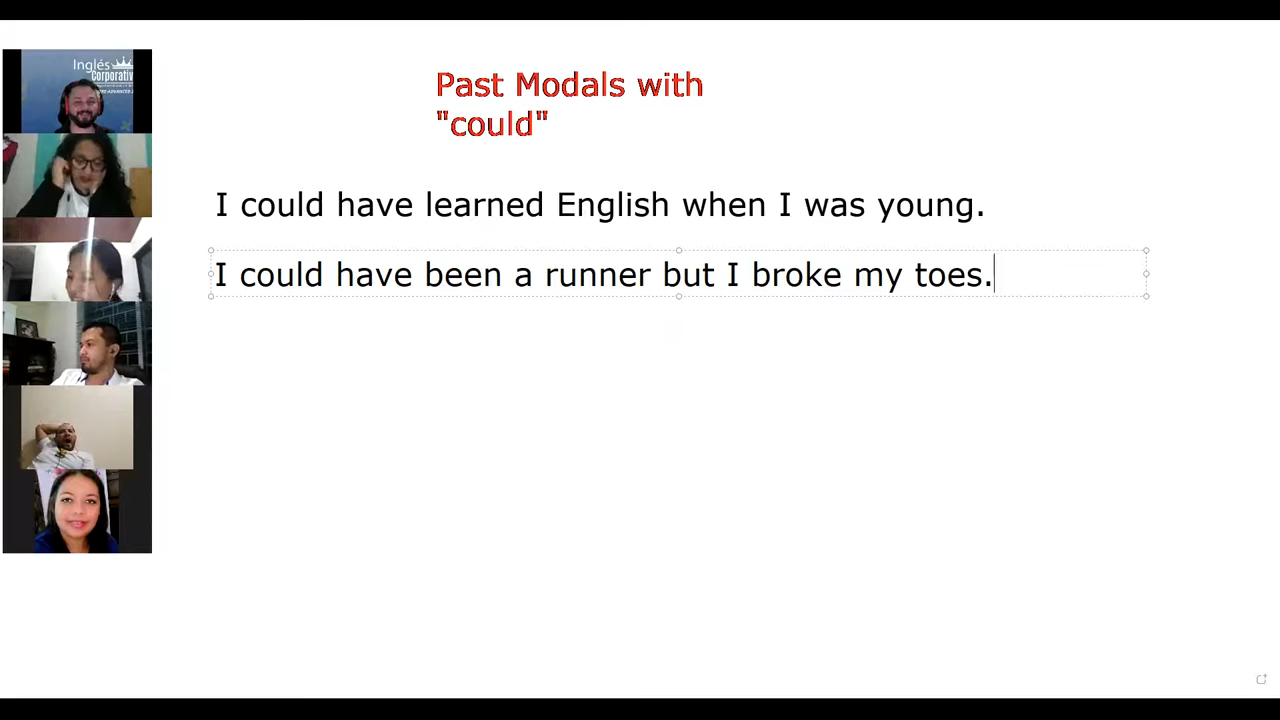 Inglés
Corporativ
Past Modals with
"could"
I could have learned English when I was young.
I could have been a runner but I broke my toes.